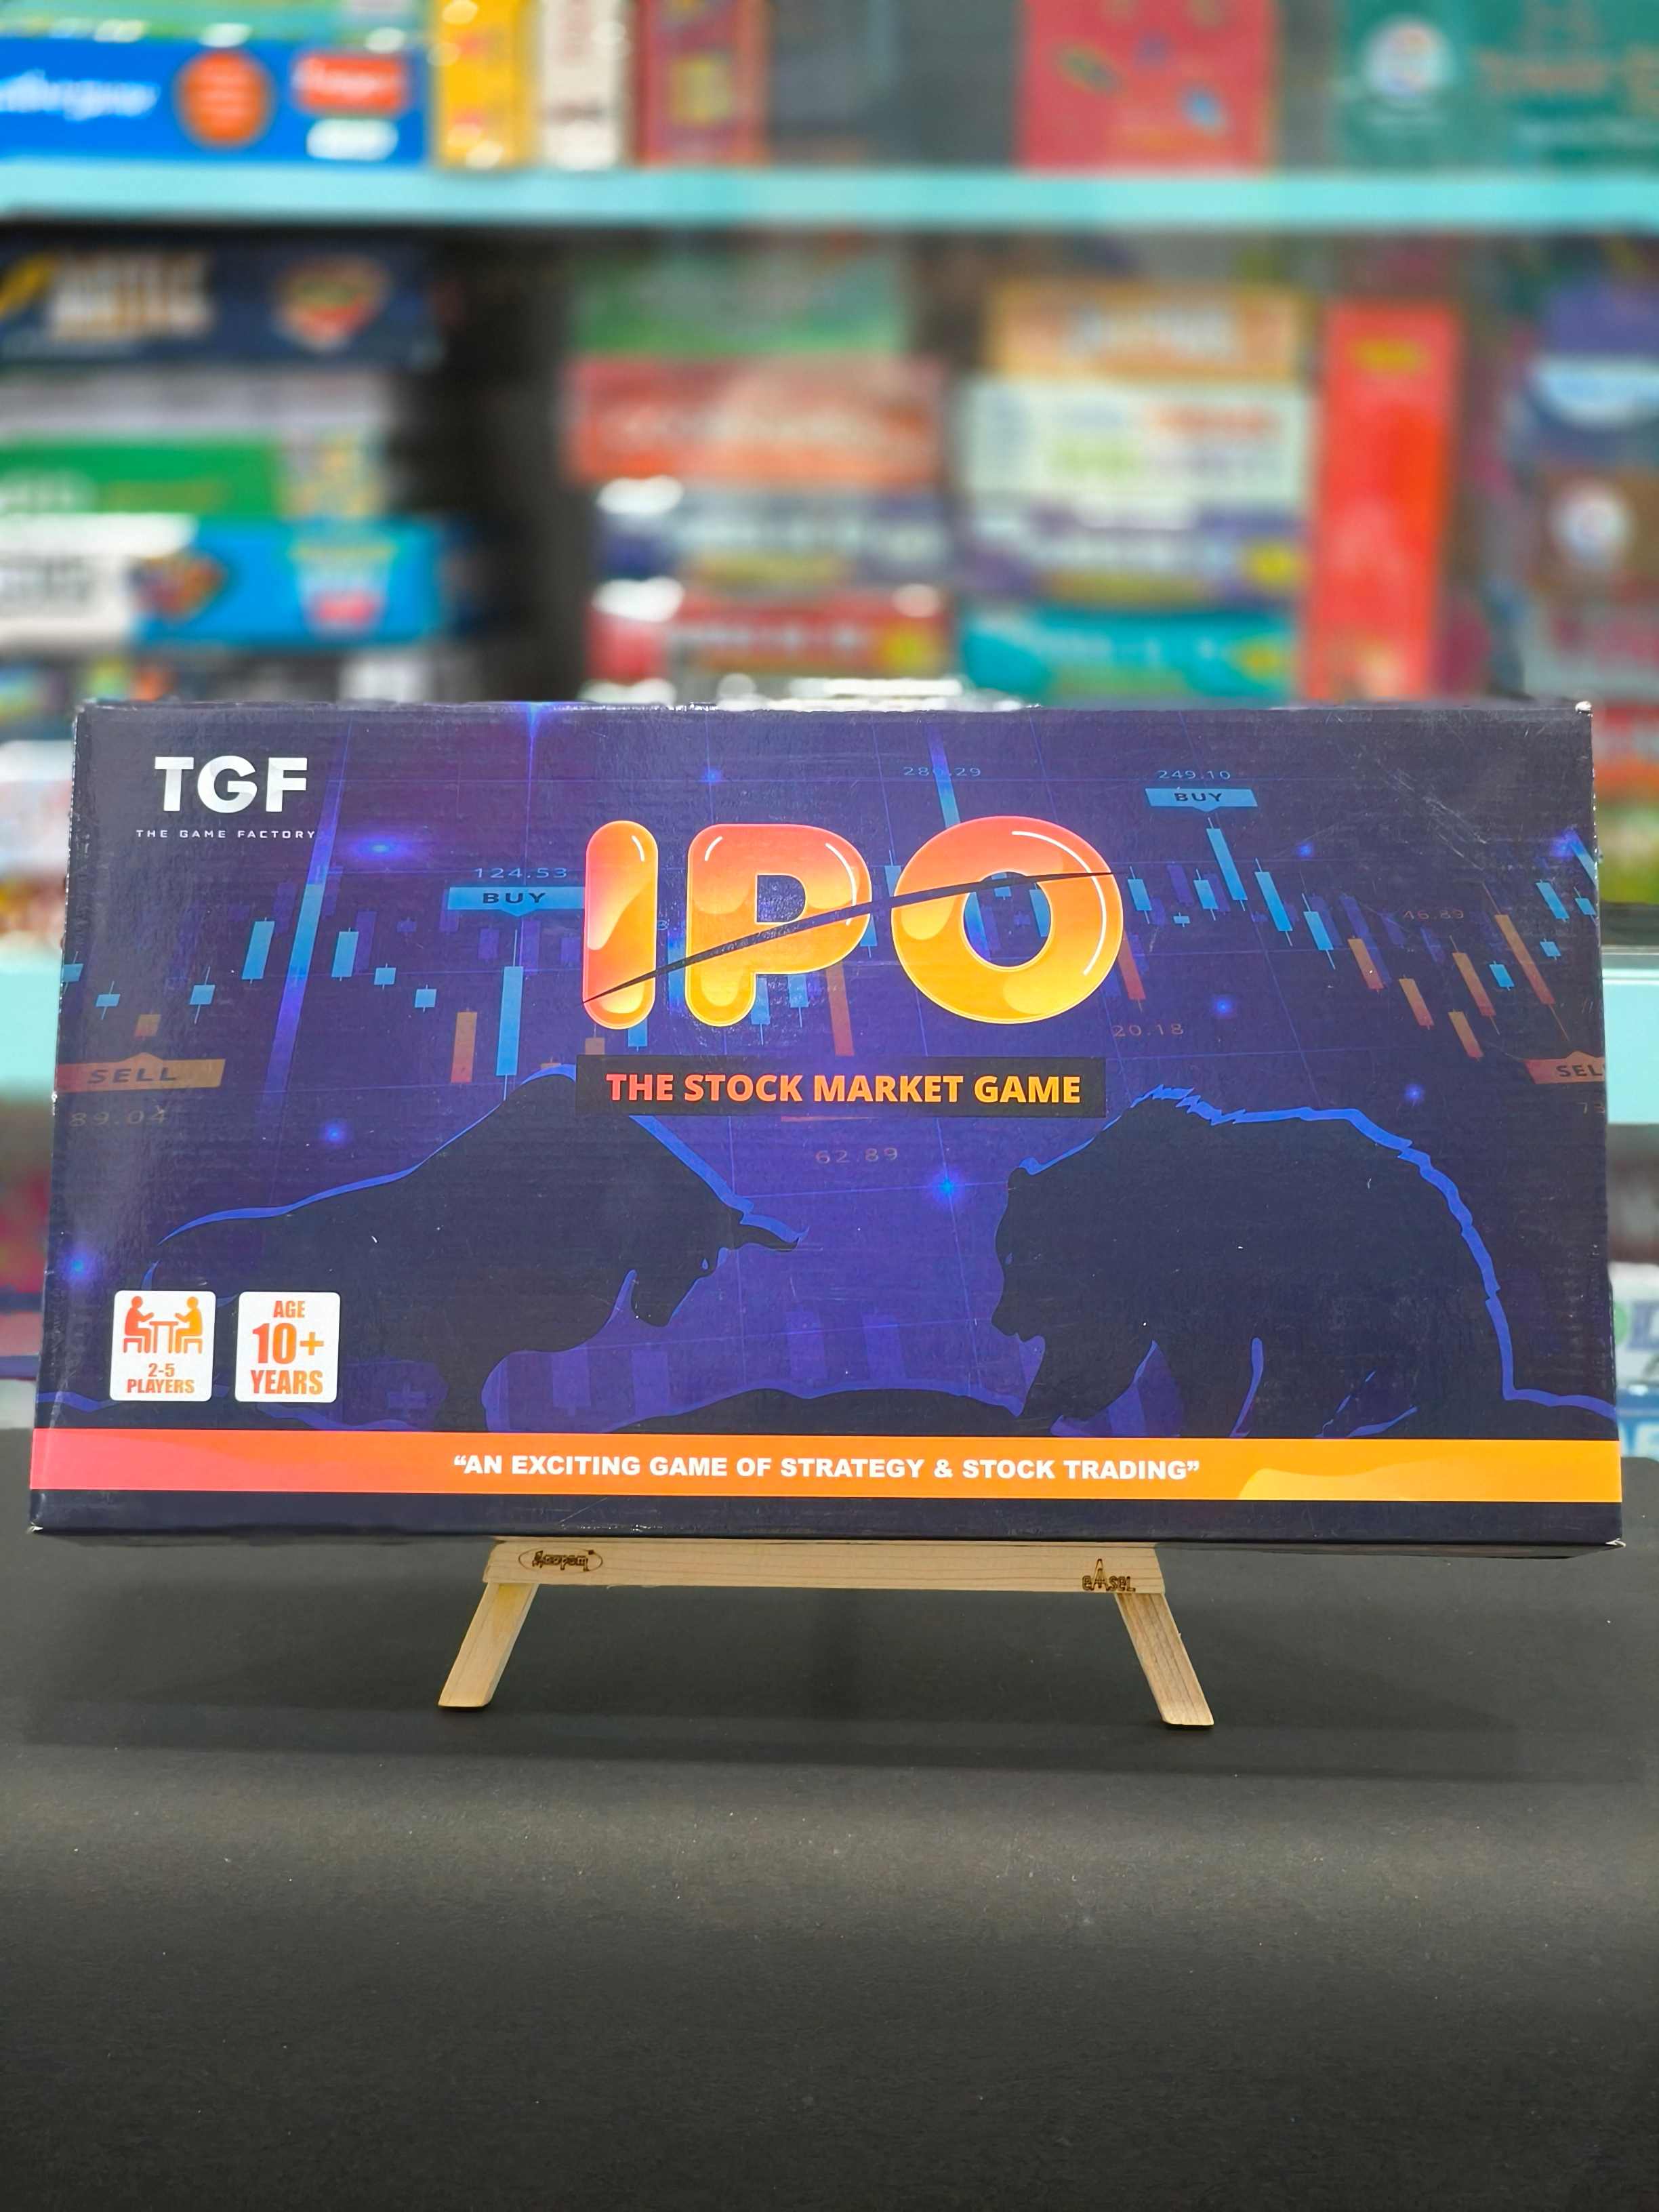 TGF
THE GAME FACTORY
280.29
249.10
BUY
124.53
BUY
IPO
46.89
20.18
SELL
SEL
89.04
73
THE STOCK MARKET GAME
62.89
2-5
PLAYERS
AGE
10+
YEARS
“AN EXCITING GAME OF STRATEGY & STOCK TRADING”
eAsel